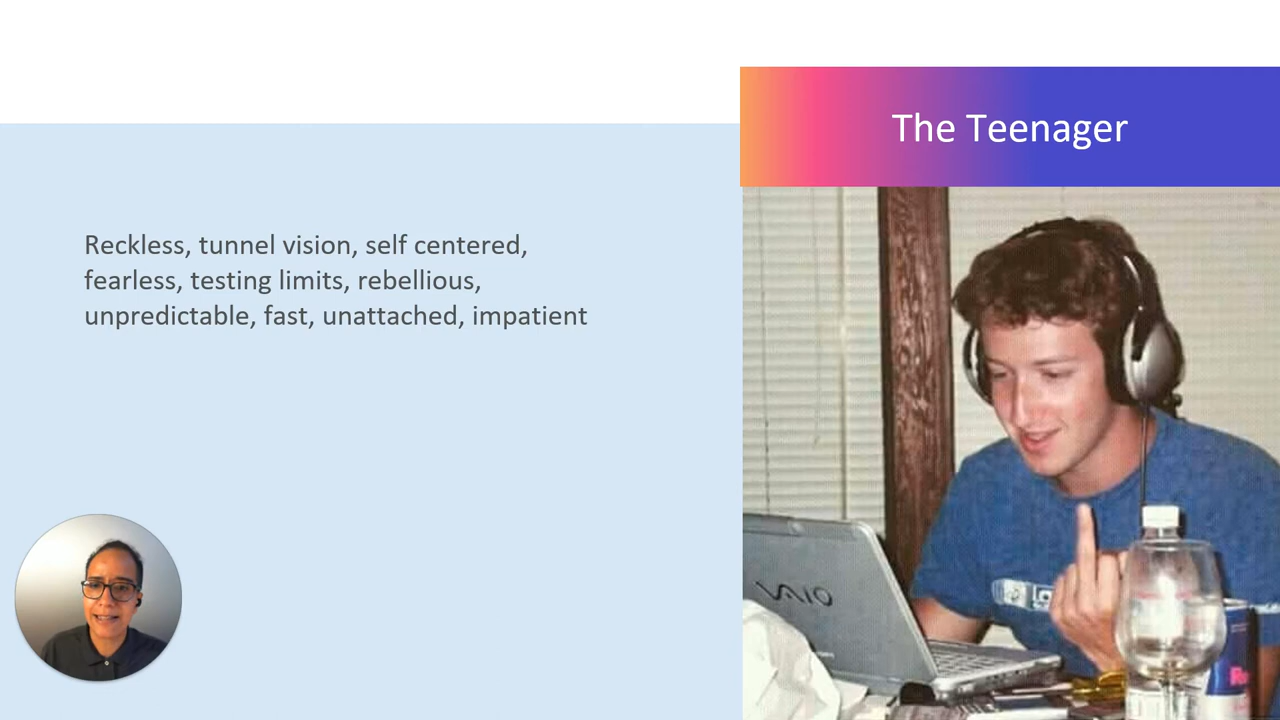 The Teenager
Reckless, tunnel vision, self centered,
fearless, testing limits, rebellious,
unpredictable, fast, unattached, impatient
VAIO